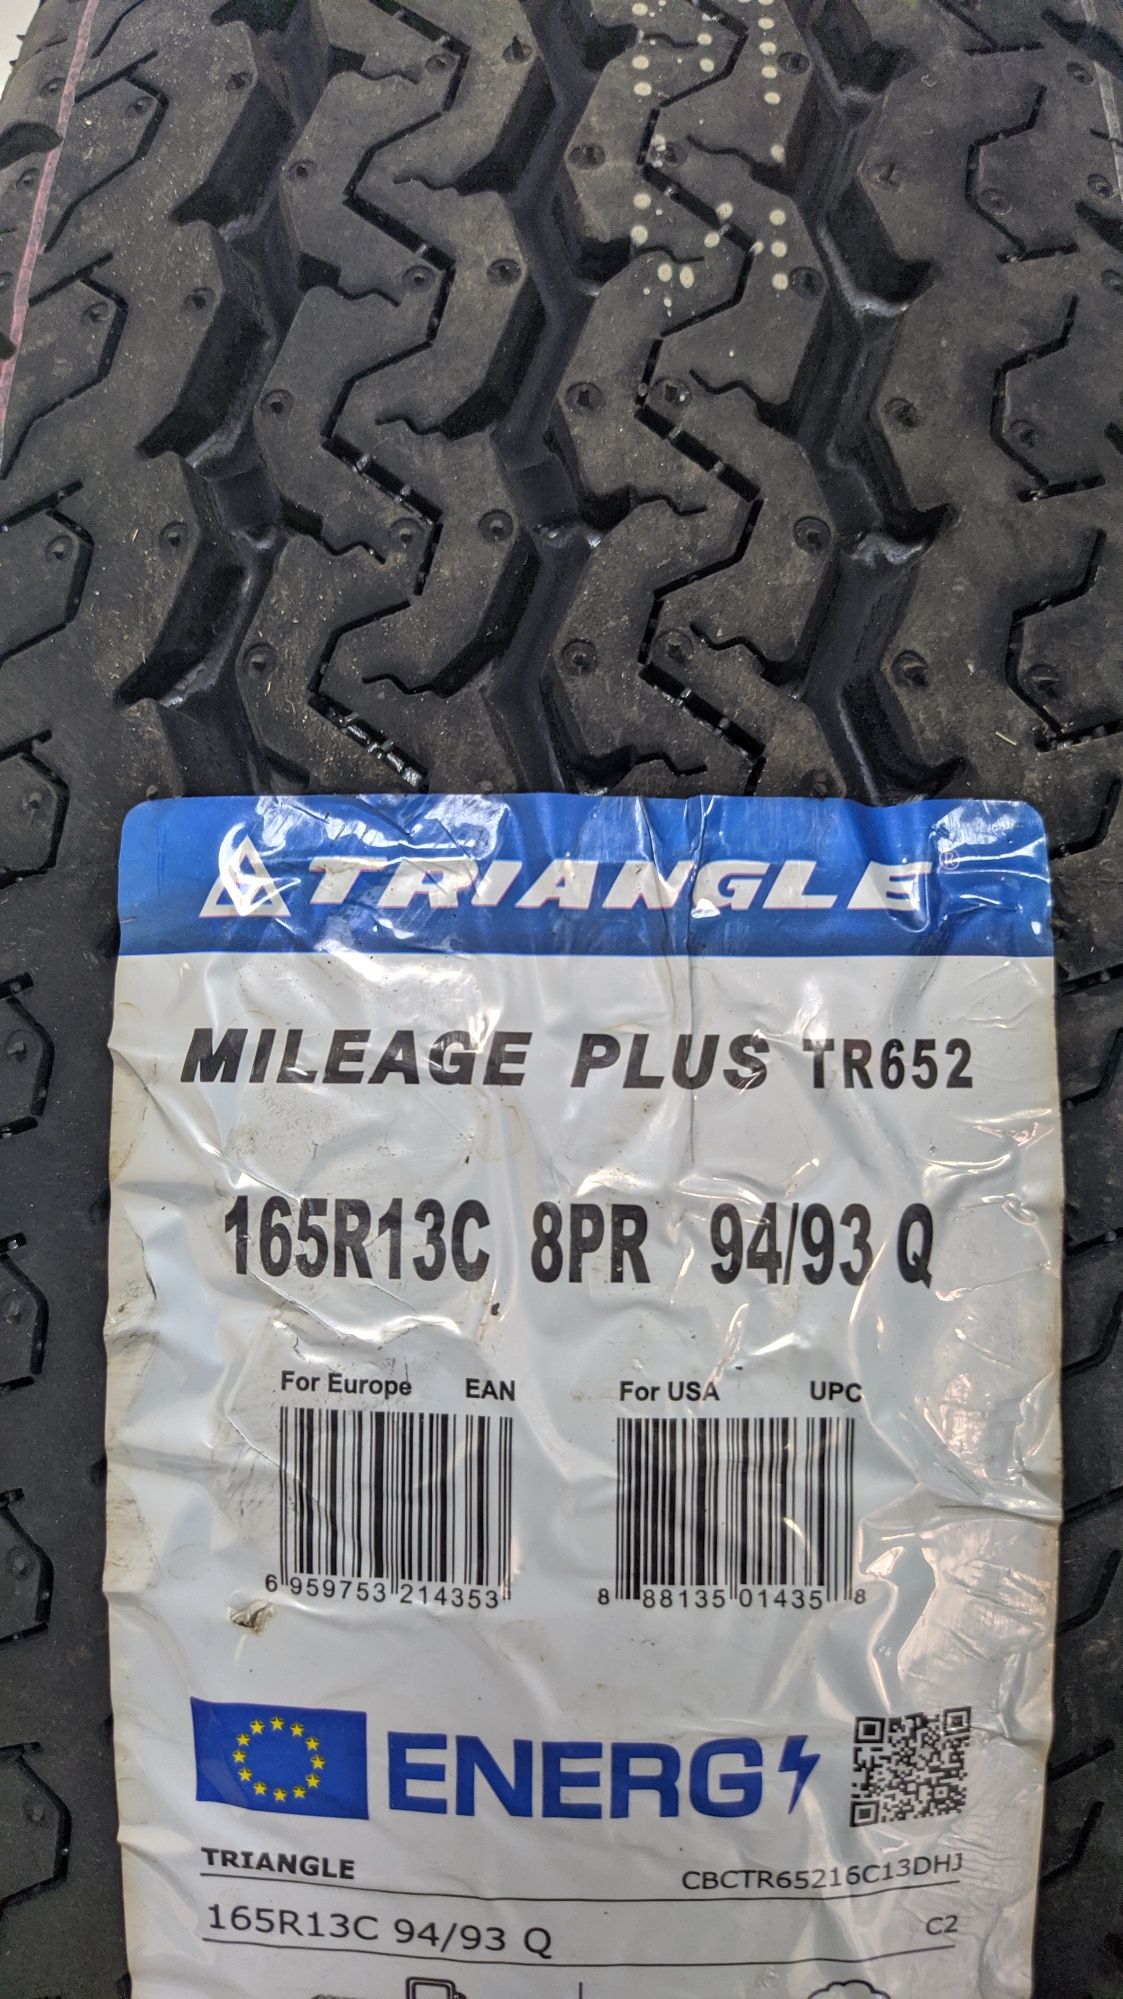 TRIANGLE®
MILEAGE PLUS TR652
165R13C 8PR 94/93 Q
For Europe EAN For USA UPC
6 959753 214353 8 88135 01435 8
ENERG
TRIANGLE CBCTR65216C13DHJ
165R13C 94/93 Q C2